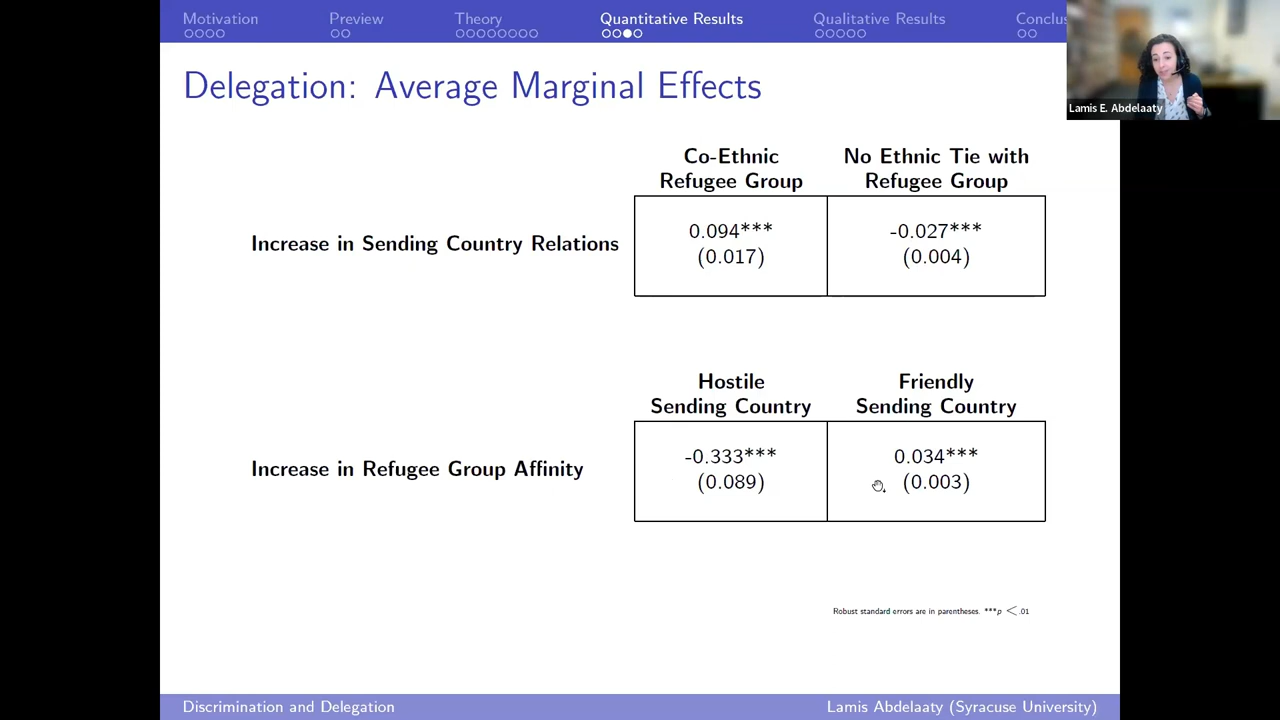 Motivation Preview Theory Quantitative Results Qualitative Results Conclus
Delegation: Average Marginal Effects
Lamis E. Abdelaaty
Co-Ethnic
Refugee Group
No Ethnic Tie with
Refugee Group
Increase in Sending Country Relations
0.094***
(0.017)
-0.027***
(0.004)
Hostile
Sending Country
Friendly
Sending Country
Increase in Refugee Group Affinity
-0.333***
(0.089)
0.034***
(0.003)
Robust standard errors are in parentheses. ***p < .01
Discrimination and Delegation Lamis Abdelaaty (Syracuse University)